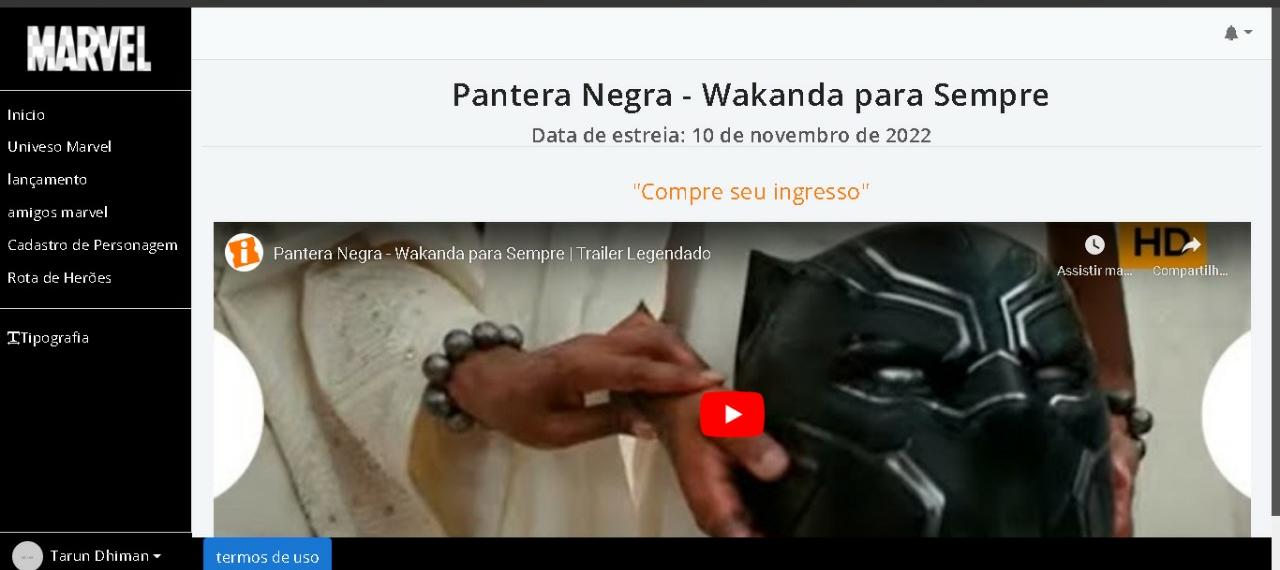 MARVEL
Início
Univeso Marvel
lançamento
amigos marvel
Cadastro de Personagem
Rota de Herões
Tipografia
Tarun Dhiman
Pantera Negra - Wakanda para Sempre
Data de estreia: 10 de novembro de 2022
"Compre seu ingresso"
Pantera Negra - Wakanda para Sempre | Trailer Legendado
HD
Assistir ma...
Compartilh...
termos de uso